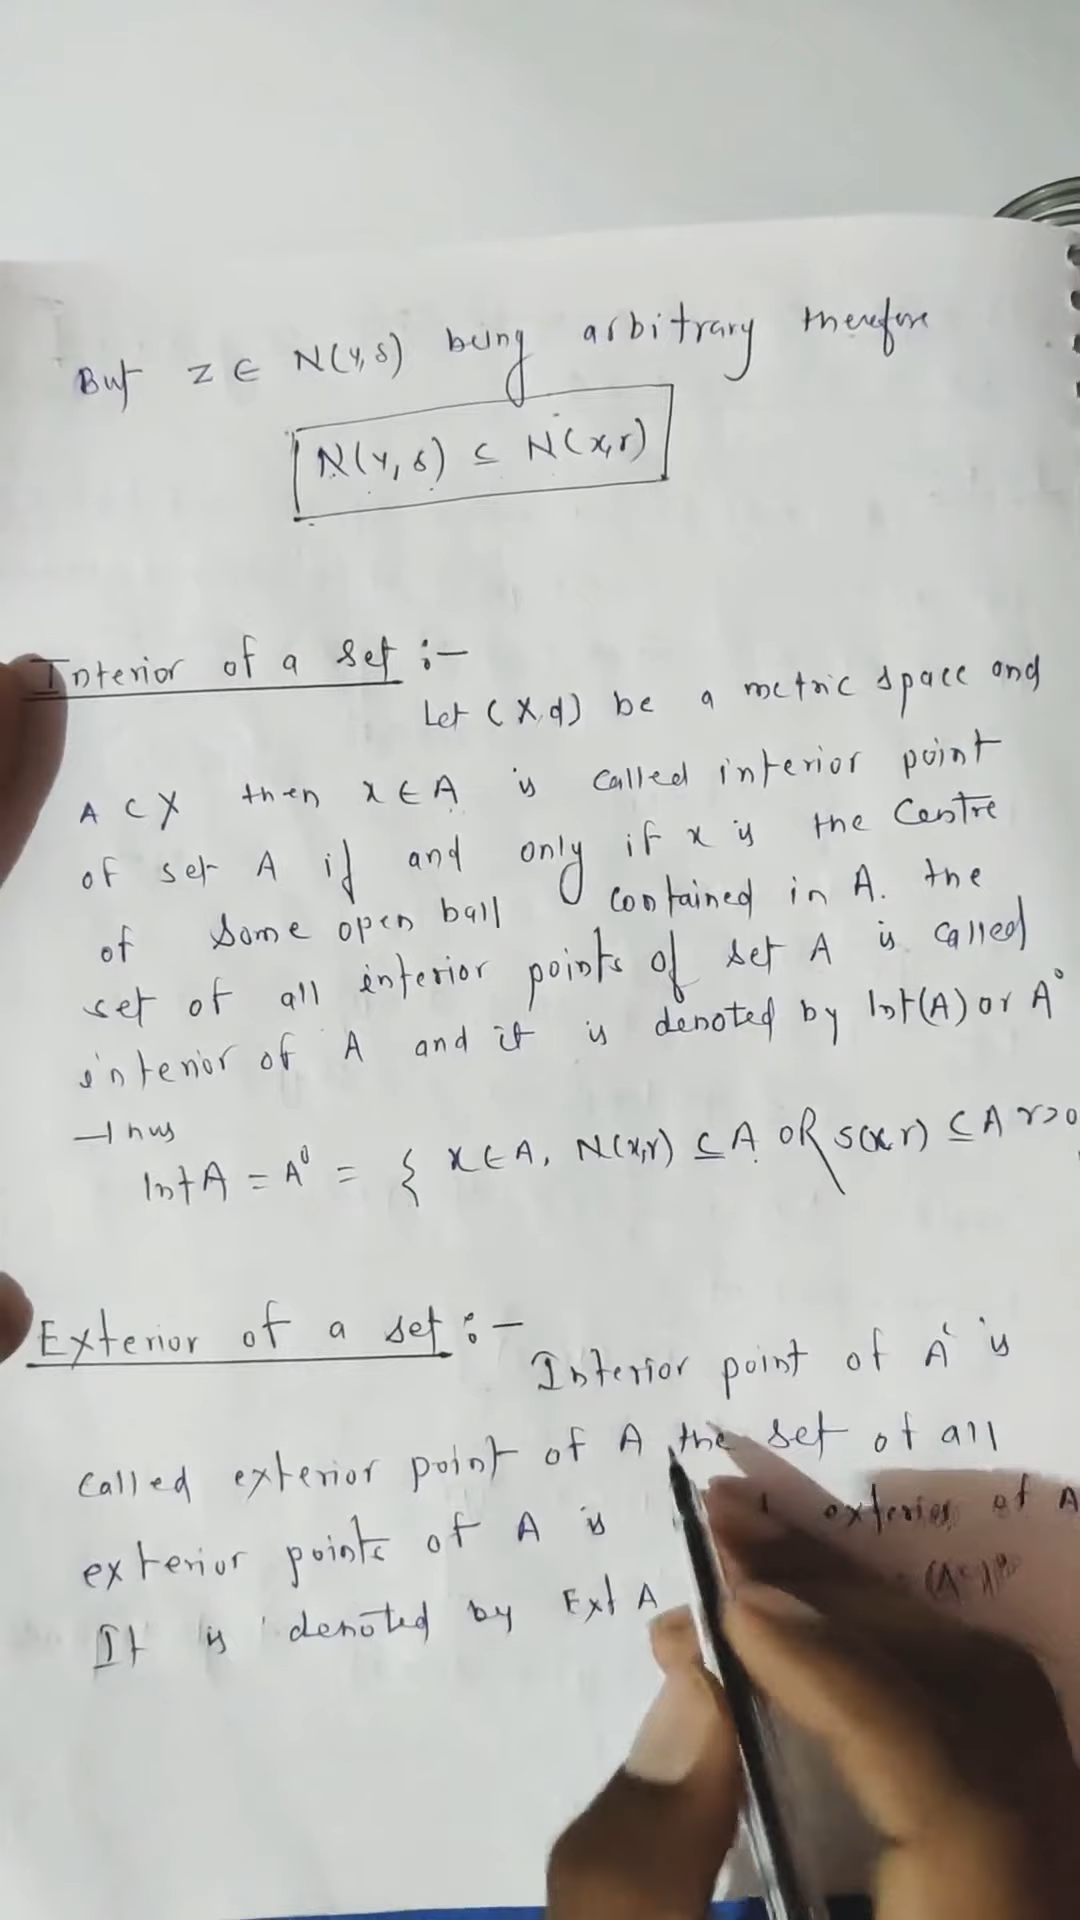 But z ∈ N(y,s) being arbitrary therefore
N(y, s) ⊆ N(x,r)
Interior of a set :-
Let (X,d) be a metric space and
A ⊂ X then x ∈ A is called interior point
of set A if and only if x is the Centre
of some open ball contained in A. the
set of all interior points of set A is called
interior of A and it is denoted by Int(A) or A°
Thus
Int A = A° = { x ∈ A, N(x,r) ⊆ A OR S(x,r) ⊆ A r>0
Exterior of a set :-
Interior point of A' is
called exterior point of A the set of all
exterior points of A is exterior of A
It is denoted by Ext A